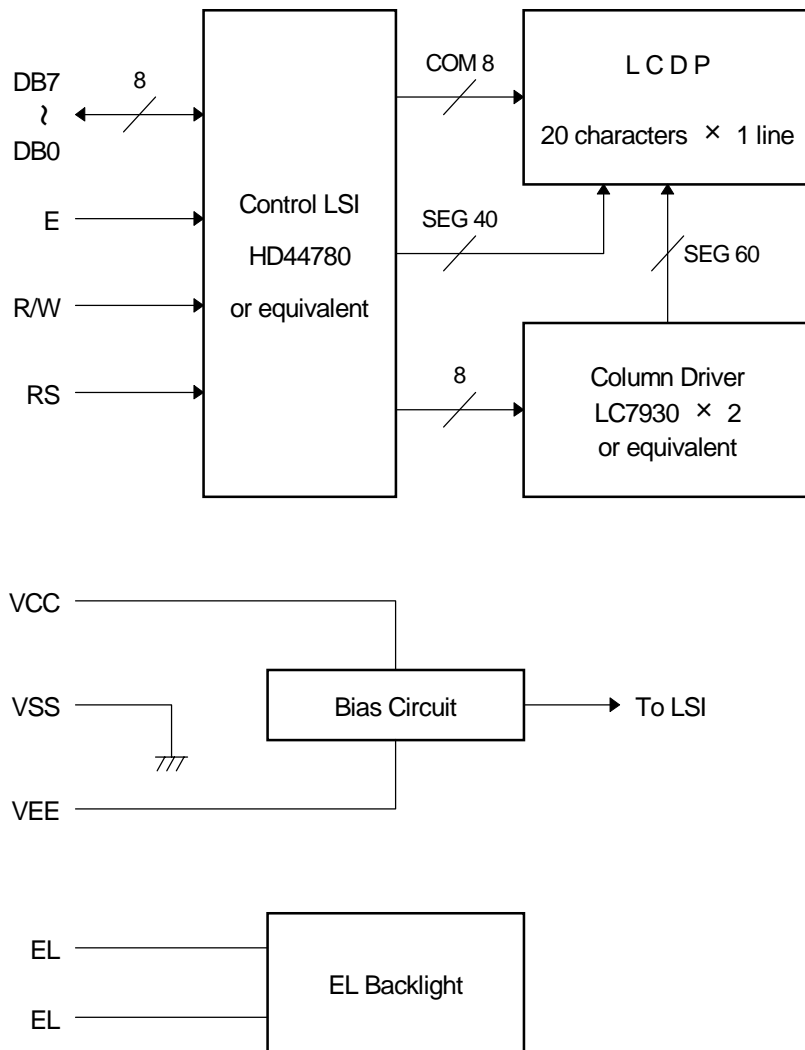 DB7
~
DB0
8
E
R/W
RS
Control LSI
HD44780
or equivalent
COM 8
SEG 40
8
L C D P
20 characters × 1 line
SEG 60
Column Driver
LC7930 × 2
or equivalent
VCC
VSS
VEE
Bias Circuit
To LSI
EL
EL
EL Backlight